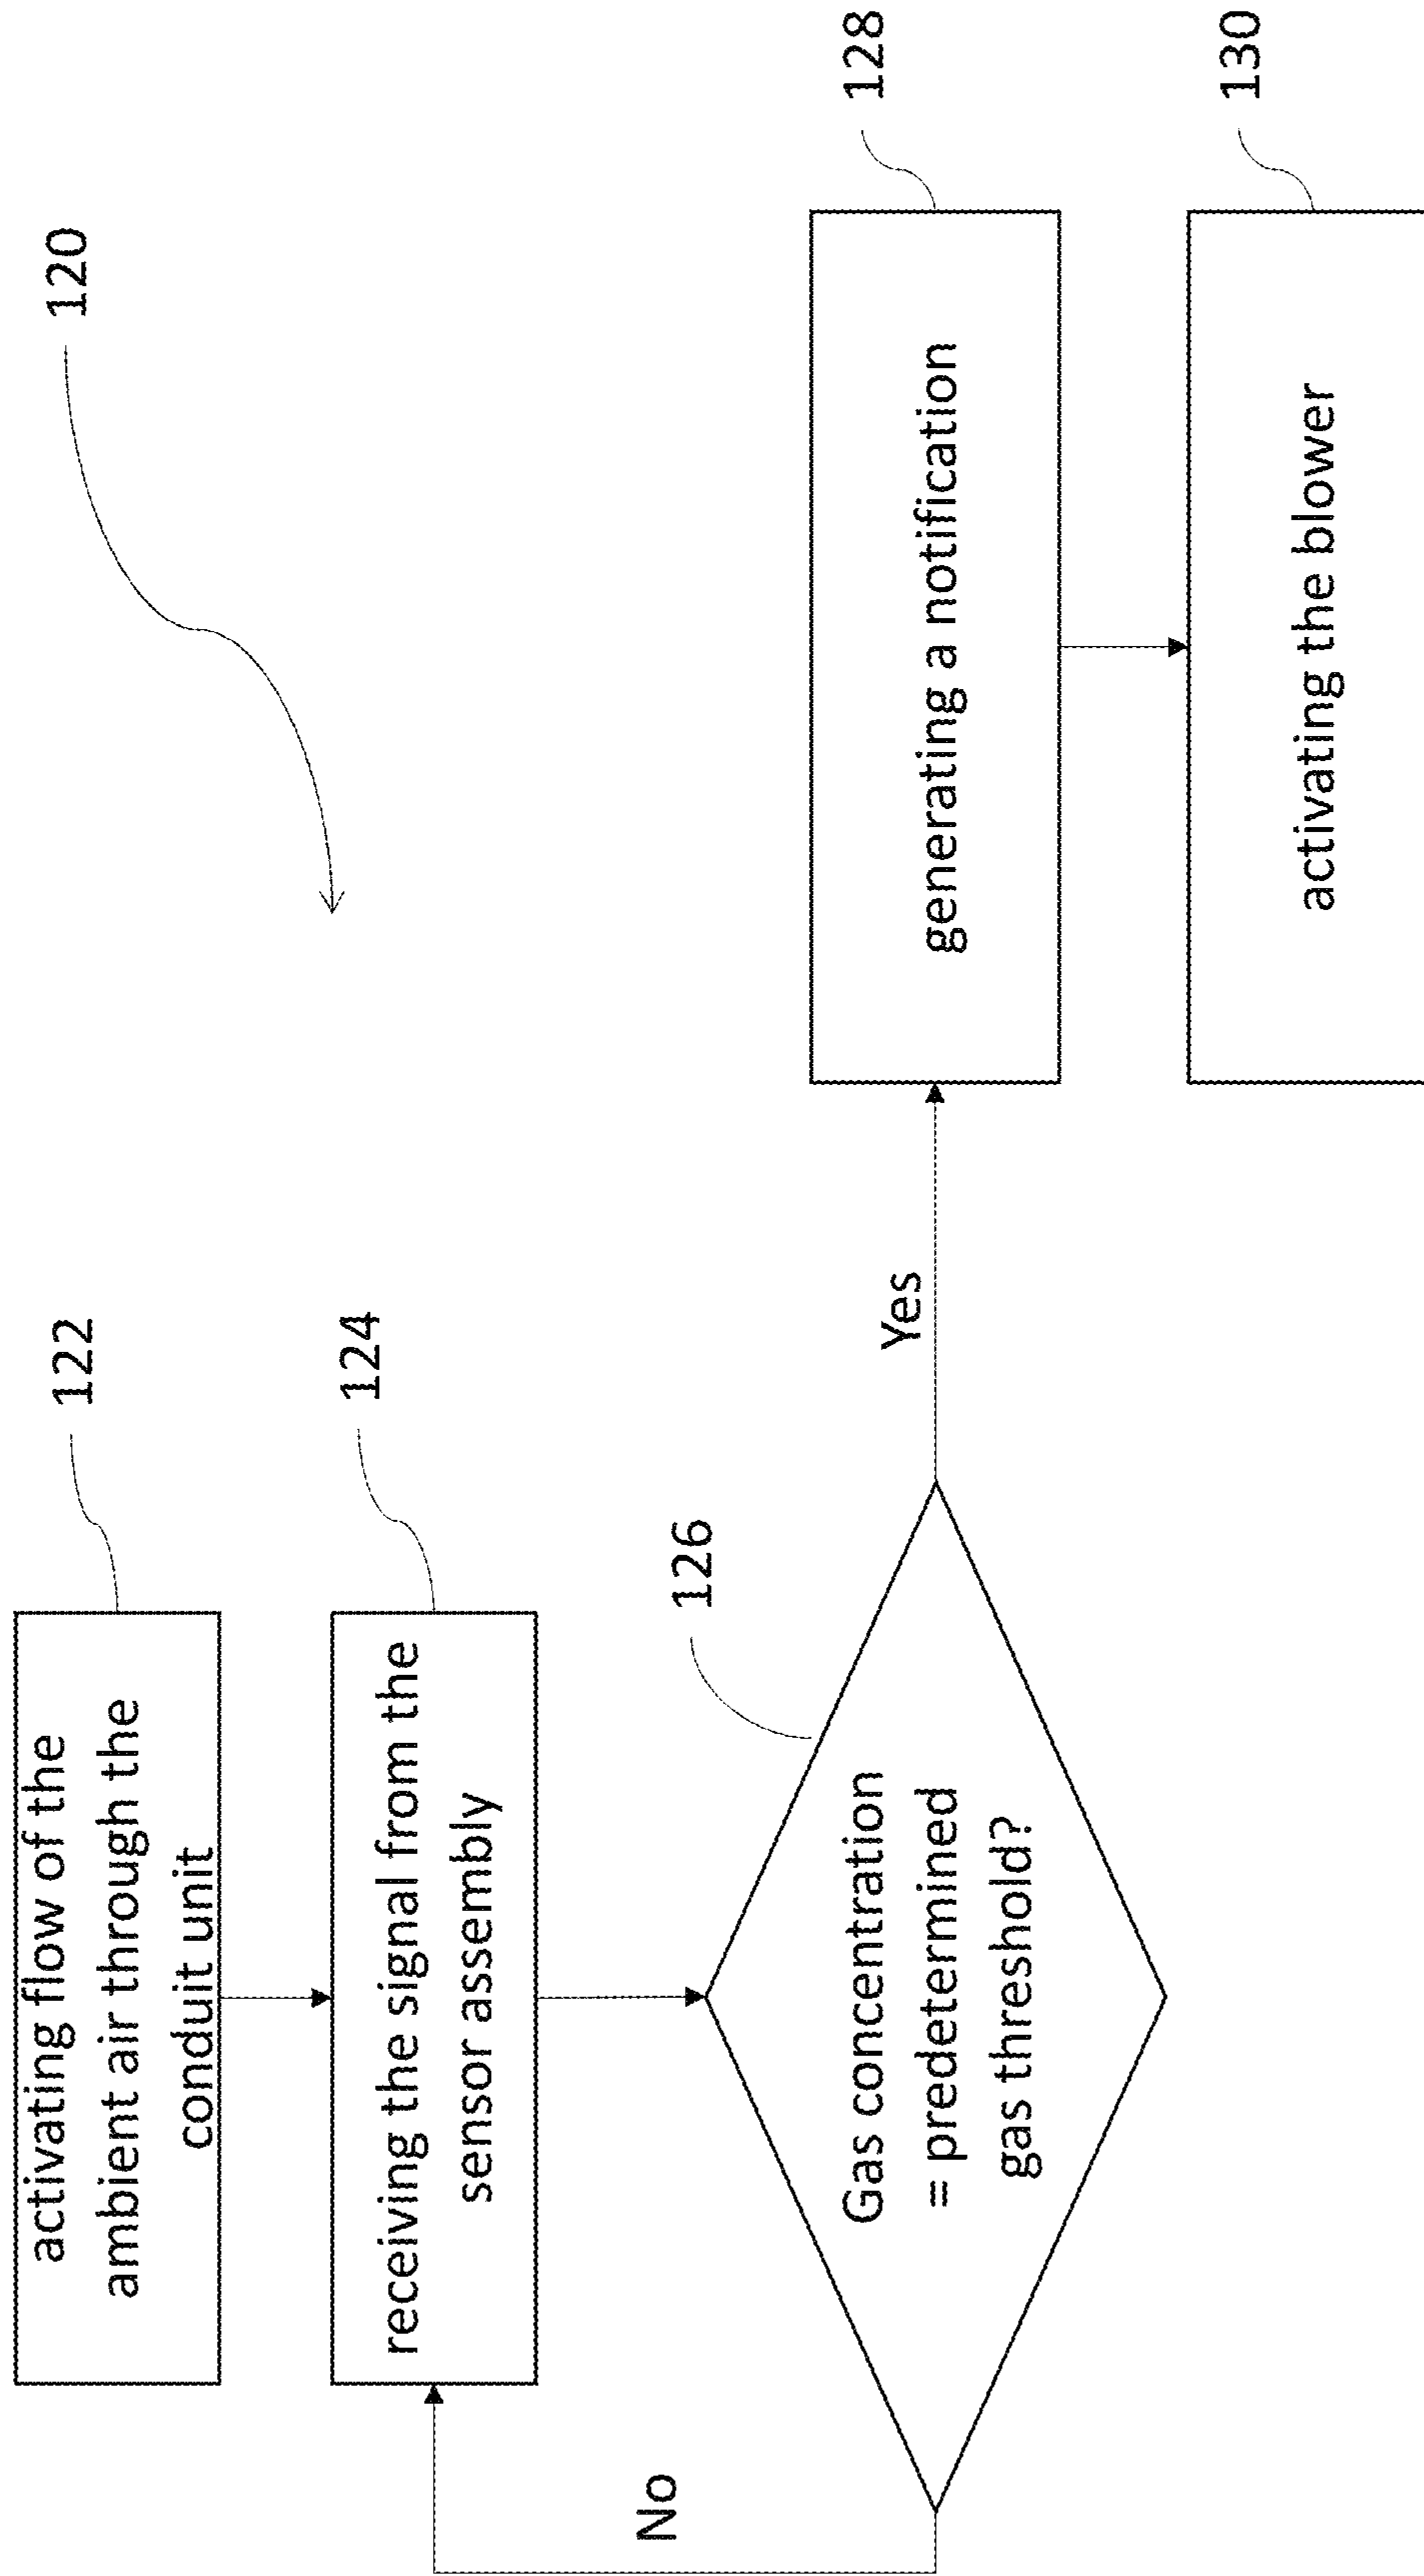 120
122
activating flow of the
ambient air through the
conduit unit
124
receiving the signal from the
sensor assembly
126
Gas concentration
= predetermined
gas threshold?
No
Yes
128
generating a notification
130
activating the blower